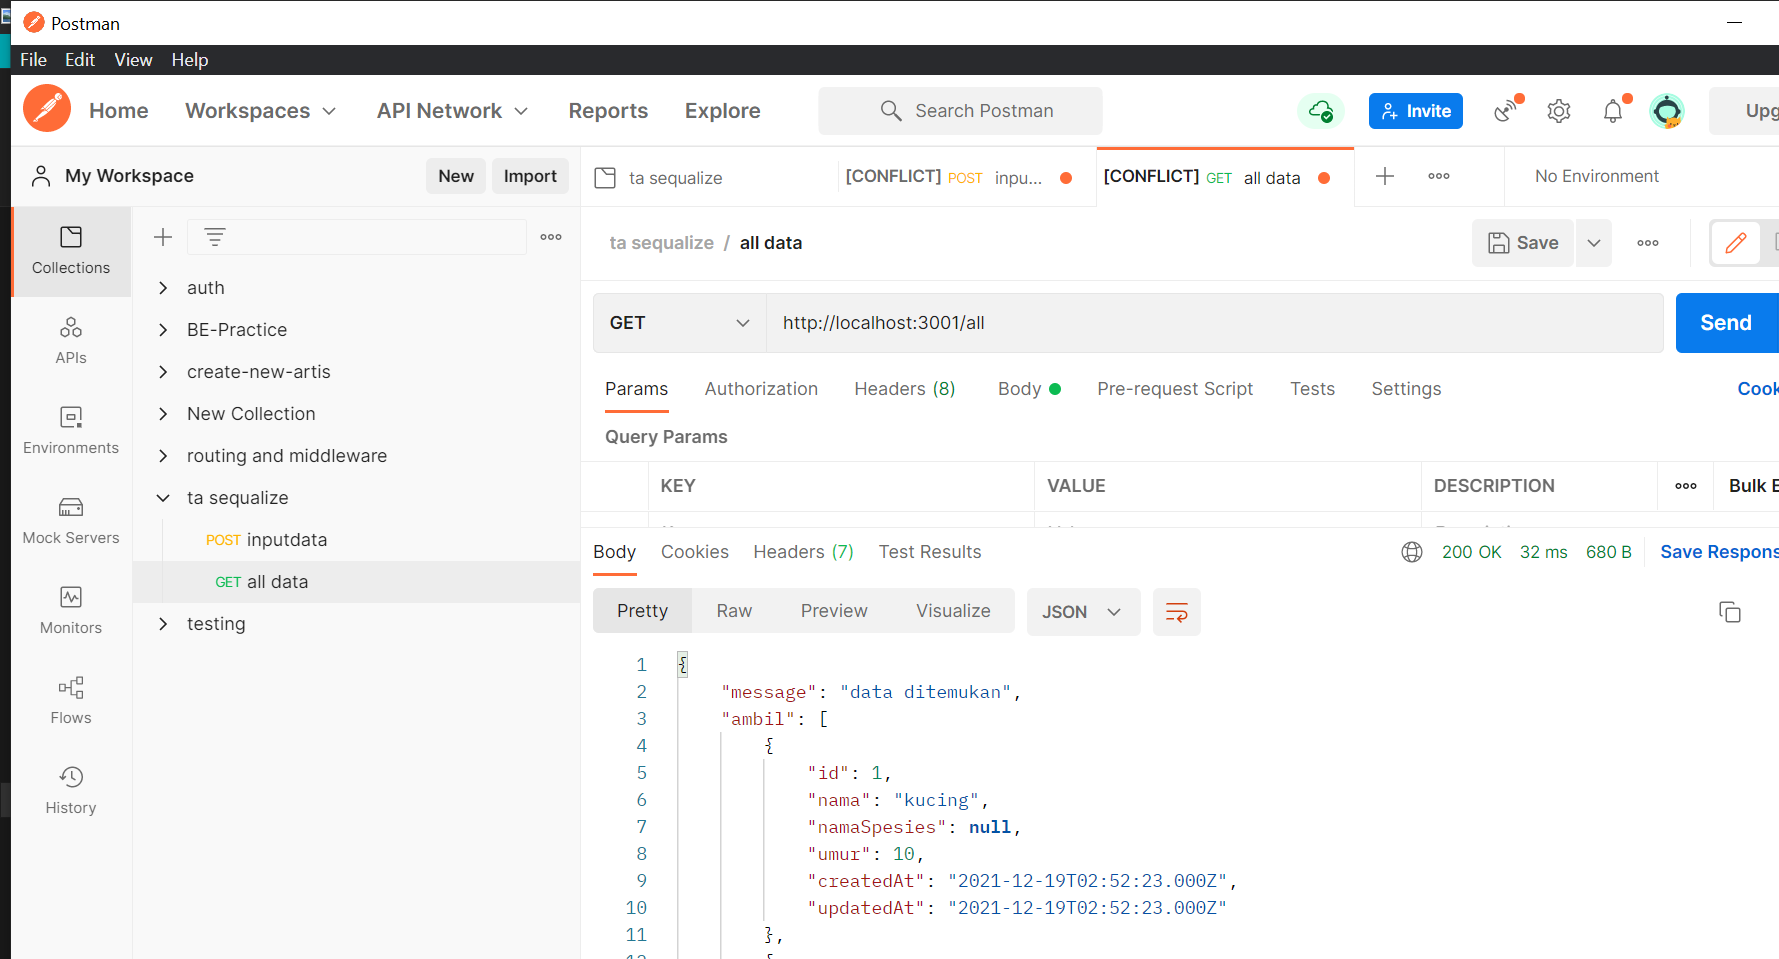 Postman
File Edit View Help
Home Workspaces API Network Reports Explore Search Postman Invite Upg
My Workspace New Import ta sequalize [CONFLICT] POST inpu... [CONFLICT] GET all data No Environment
ta sequalize / all data Save
Collections
APIs
Environments
Mock Servers
Monitors
Flows
History
auth
BE-Practice
create-new-artis
New Collection
routing and middleware
ta sequalize
POST inputdata
GET all data
testing
GET http://localhost:3001/all Send
Params Authorization Headers (8) Body Pre-request Script Tests Settings Cook
Query Params
KEY VALUE DESCRIPTION Bulk E
Body Cookies Headers (7) Test Results 200 OK 32 ms 680 B Save Respons
Pretty Raw Preview Visualize JSON
1 {
2 "message": "data ditemukan",
3 "ambil": [
4 {
5 "id": 1,
6 "nama": "kucing",
7 "namaSpesies": null,
8 "umur": 10,
9 "createdAt": "2021-12-19T02:52:23.000Z",
10 "updatedAt": "2021-12-19T02:52:23.000Z"
11 },